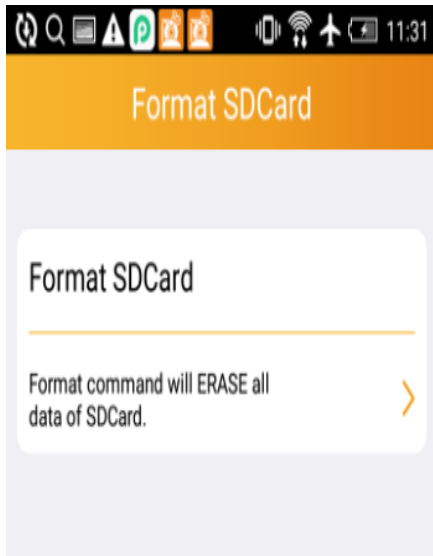 11:31
Format SDCard
Format SDCard
Format command will ERASE all
data of SDCard.